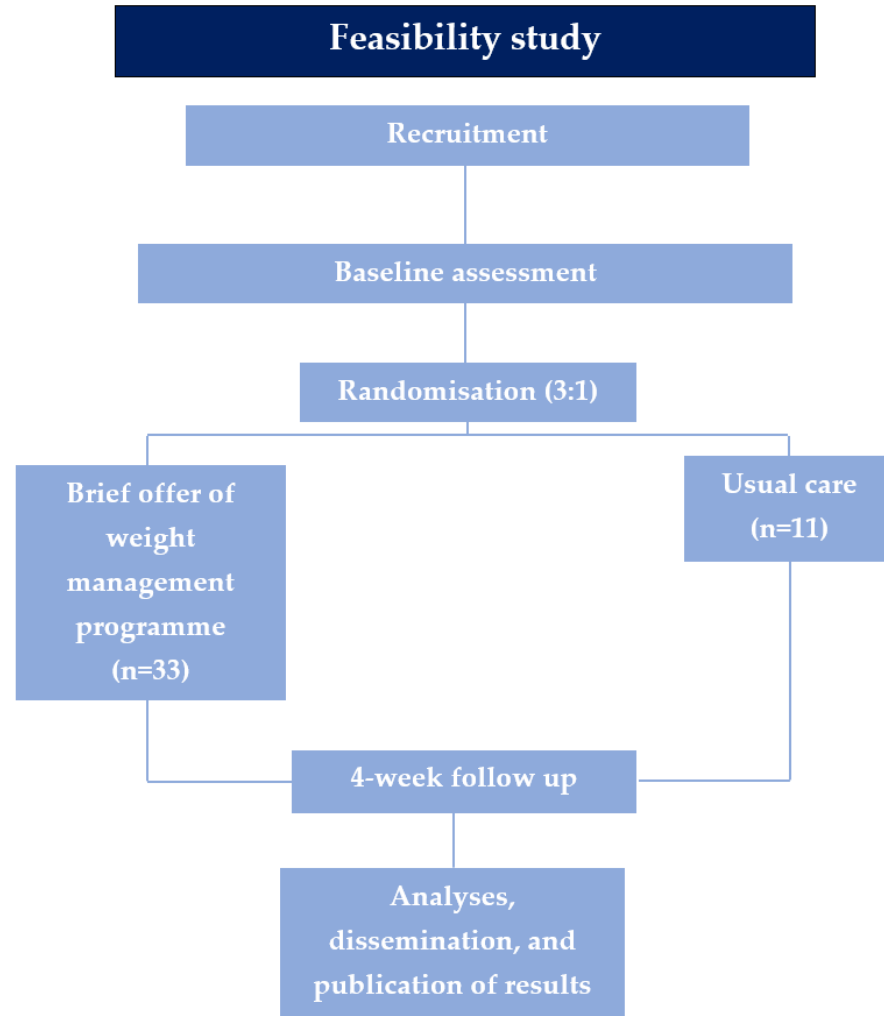 Feasibility study
Recruitment
Baseline assessment
Randomisation (3:1)
Brief offer of
weight
management
programme
(n=33)
Usual care
(n=11)
4-week follow up
Analyses,
dissemination, and
publication of results